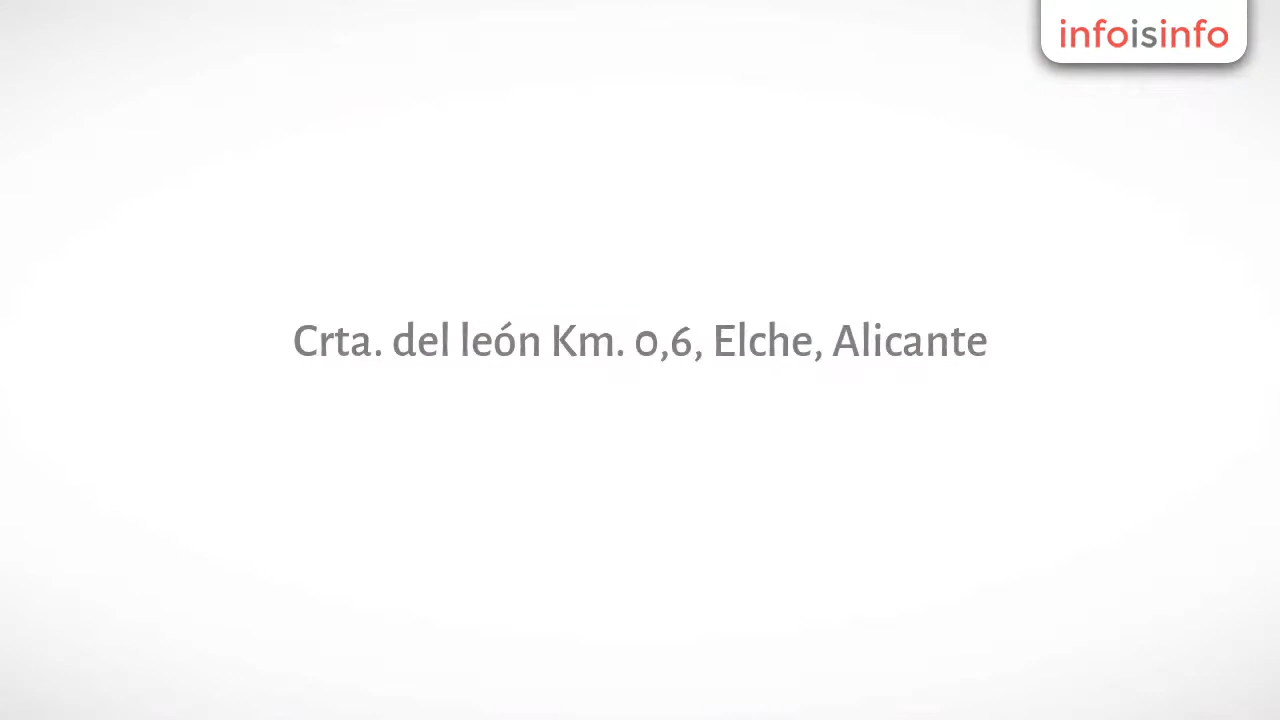 infoisinfo
Crta. del león Km. 0,6, Elche, Alicante